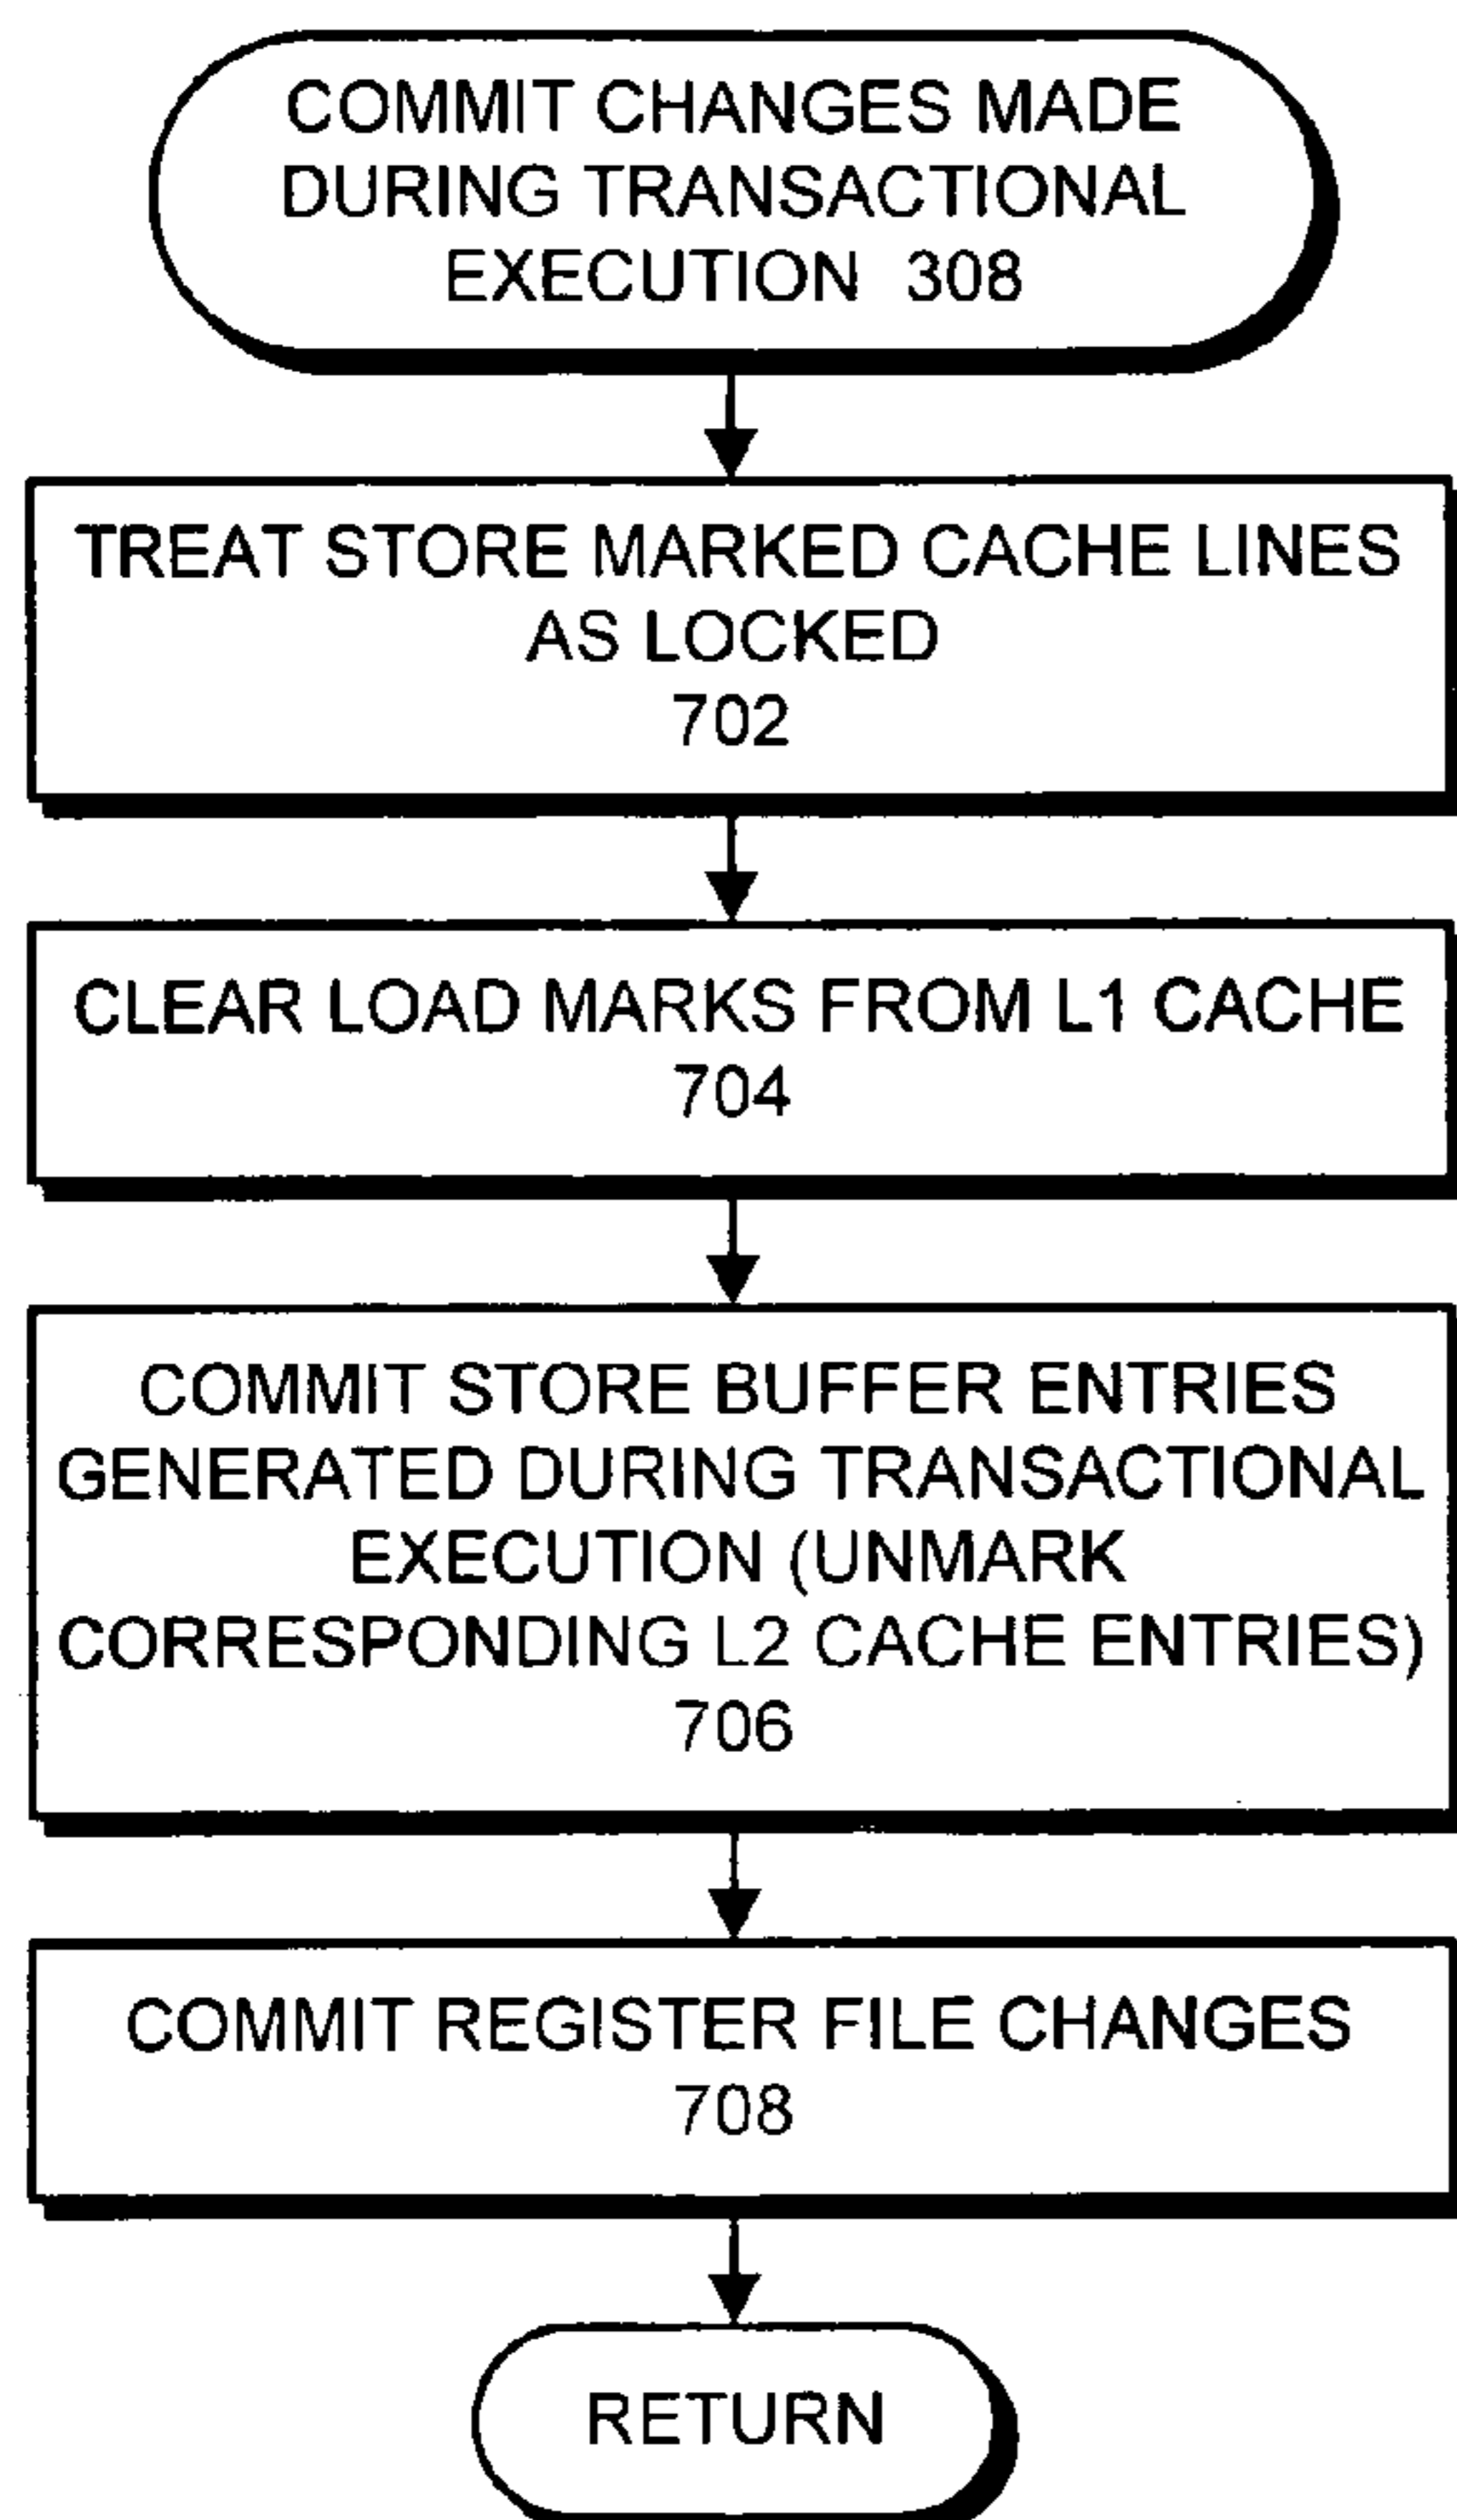 COMMIT CHANGES MADE
DURING TRANSACTIONAL
EXECUTION 308
TREAT STORE MARKED CACHE LINES
AS LOCKED
702
CLEAR LOAD MARKS FROM L1 CACHE
704
COMMIT STORE BUFFER ENTRIES
GENERATED DURING TRANSACTIONAL
EXECUTION (UNMARK
CORRESPONDING L2 CACHE ENTRIES)
706
COMMIT REGISTER FILE CHANGES
708
RETURN